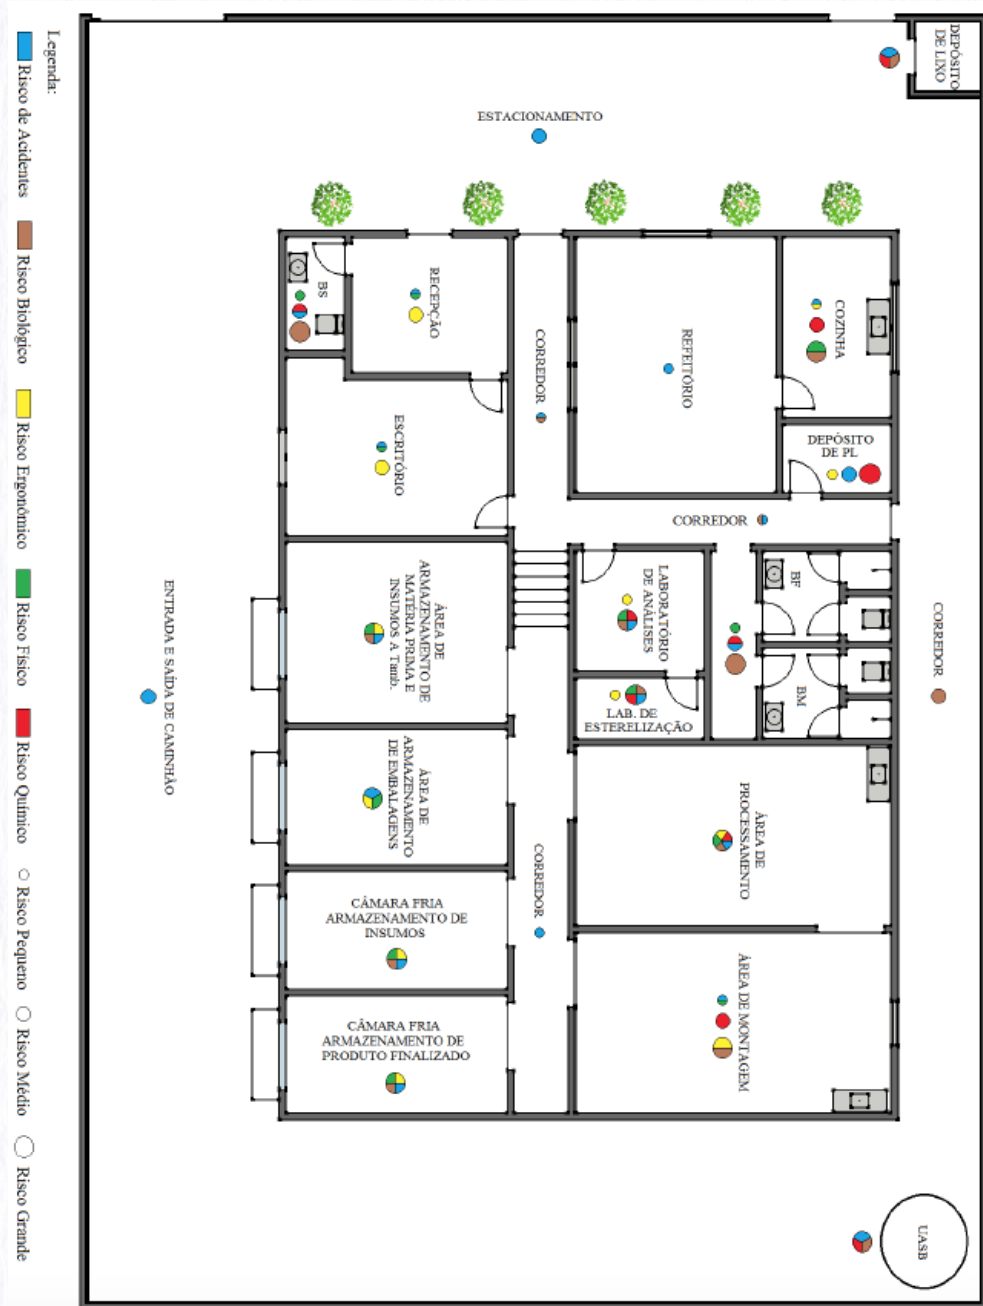 DEPÓSITO
DE LIXO
ESTACIONAMENTO
RECEPÇÃO
BS
CORREDOR
REFEITÓRIO
COZINHA
DEPÓSITO
DE PL
ESCRITÓRIO
CORREDOR
ÁREA DE
ARMAZENAMENTO DE
MATÉRIA PRIMA E
INSUMOS A Tamb.
LABORATÓRIO
DE ANÁLISES
BF
BM
CORREDOR
LAB. DE
ESTERELIZAÇÃO
ENTRADA E SAÍDA DE CAMINHÃO
ÁREA DE
ARMAZENAMENTO
DE EMBALAGENS
ÁREA DE
PROCESSAMENTO
CORREDOR
CÂMARA FRIA
ARMAZENAMENTO DE
INSUMOS
ÁREA DE MONTAGEM
CÂMARA FRIA
ARMAZENAMENTO DE
PRODUTO FINALIZADO
UASB
Legenda:
Risco de Acidentes
Risco Biológico
Risco Ergonômico
Risco Físico
Risco Químico
Risco Pequeno
Risco Médio
Risco Grande